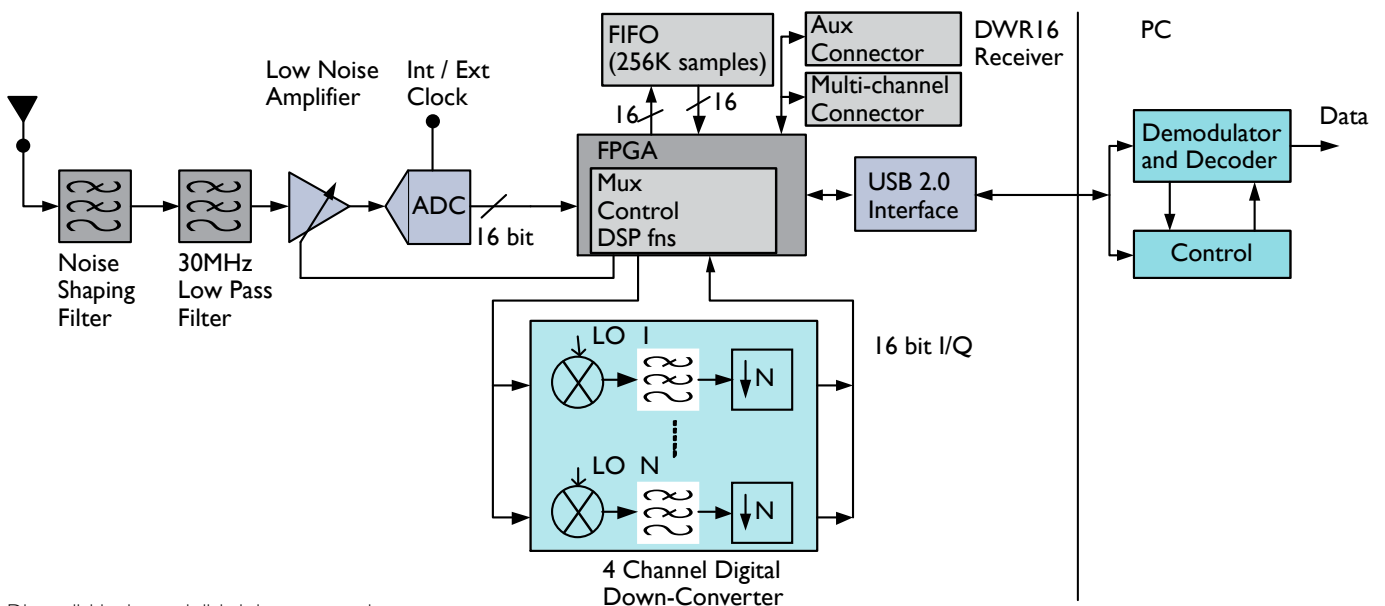 FIFO
(256K samples)
Aux
Connector
DWR16
Receiver
PC
Low Noise
Amplifier
Int / Ext
Clock
Multi-channel
Connector
16
16
Data
FPGA
Demodulator
and Decoder
ADC
Mux
Control
DSP fns
USB 2.0
Interface
16 bit
Control
Noise
Shaping
Filter
30MHz
Low Pass
Filter
LO 1
N
16 bit I/Q
LO N
N
4 Channel Digital
Down-Converter